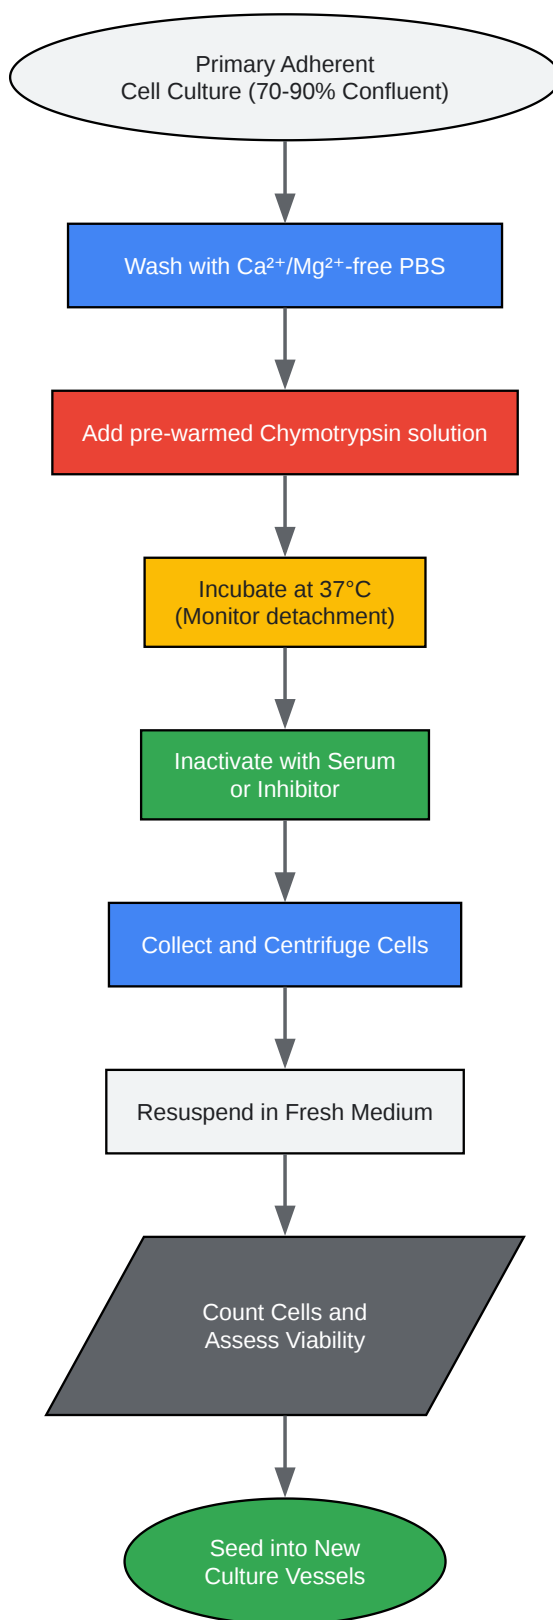 Primary Adherent
Cell Culture (70-90% Confluent)
Wash with Ca²⁺/Mg²⁺-free PBS
Add pre-warmed Chymotrypsin solution
Incubate at 37°C
(Monitor detachment)
Inactivate with Serum
or Inhibitor
Collect and Centrifuge Cells
Resuspend in Fresh Medium
Count Cells and
Assess Viability
Seed into New
Culture Vessels